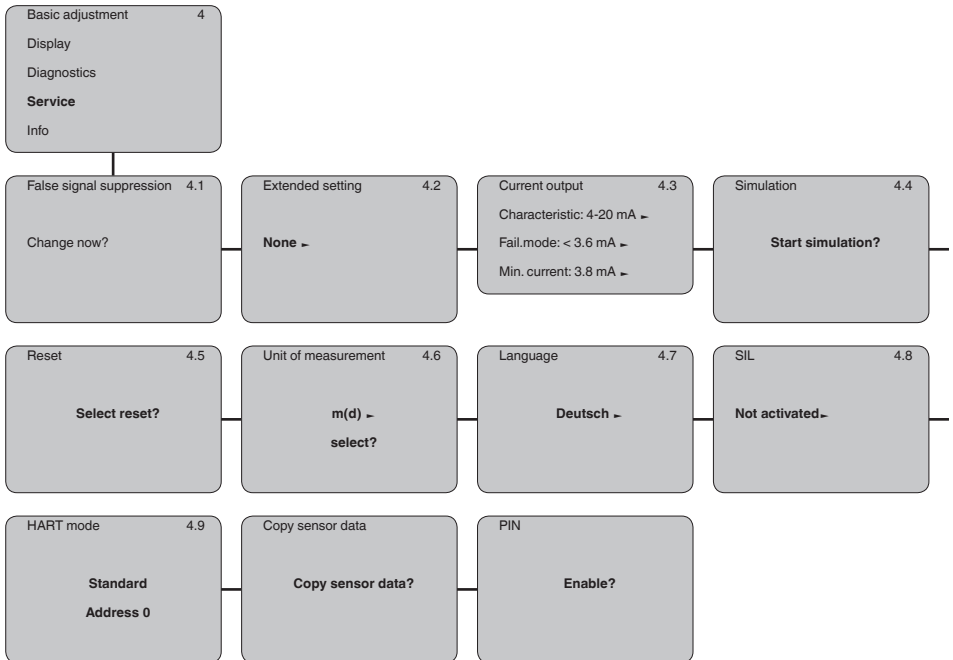 Basic adjustment 4
Display
Diagnostics
Service
Info
False signal suppression 4.1
Change now?
Extended setting 4.2
None ►
Current output 4.3
Characteristic: 4-20 mA ►
Fail.mode: < 3.6 mA ►
Min. current: 3.8 mA ►
Simulation 4.4
Start simulation?
Reset 4.5
Select reset?
Unit of measurement 4.6
m(d) ►
select?
Language 4.7
Deutsch ►
SIL 4.8
Not activated ►
HART mode 4.9
Standard
Address 0
Copy sensor data
Copy sensor data?
PIN
Enable?